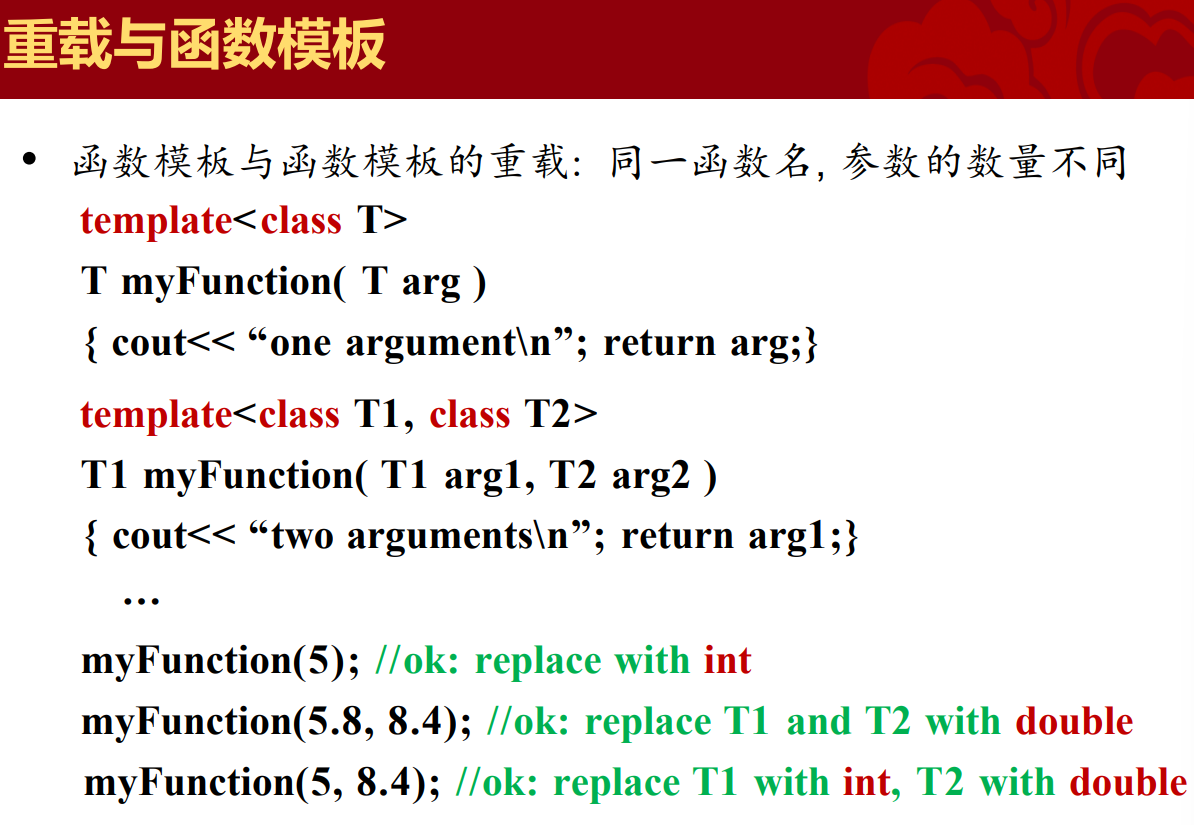 重载与函数模板
• 函数模板与函数模板的重载: 同一函数名, 参数的数量不同
template<class T>
T myFunction( T arg )
{ cout<< “one argument\n”; return arg;}
template<class T1, class T2>
T1 myFunction( T1 arg1, T2 arg2 )
{ cout<< “two arguments\n”; return arg1;}
…
myFunction(5); //ok: replace with int
myFunction(5.8, 8.4); //ok: replace T1 and T2 with double
myFunction(5, 8.4); //ok: replace T1 with int, T2 with double